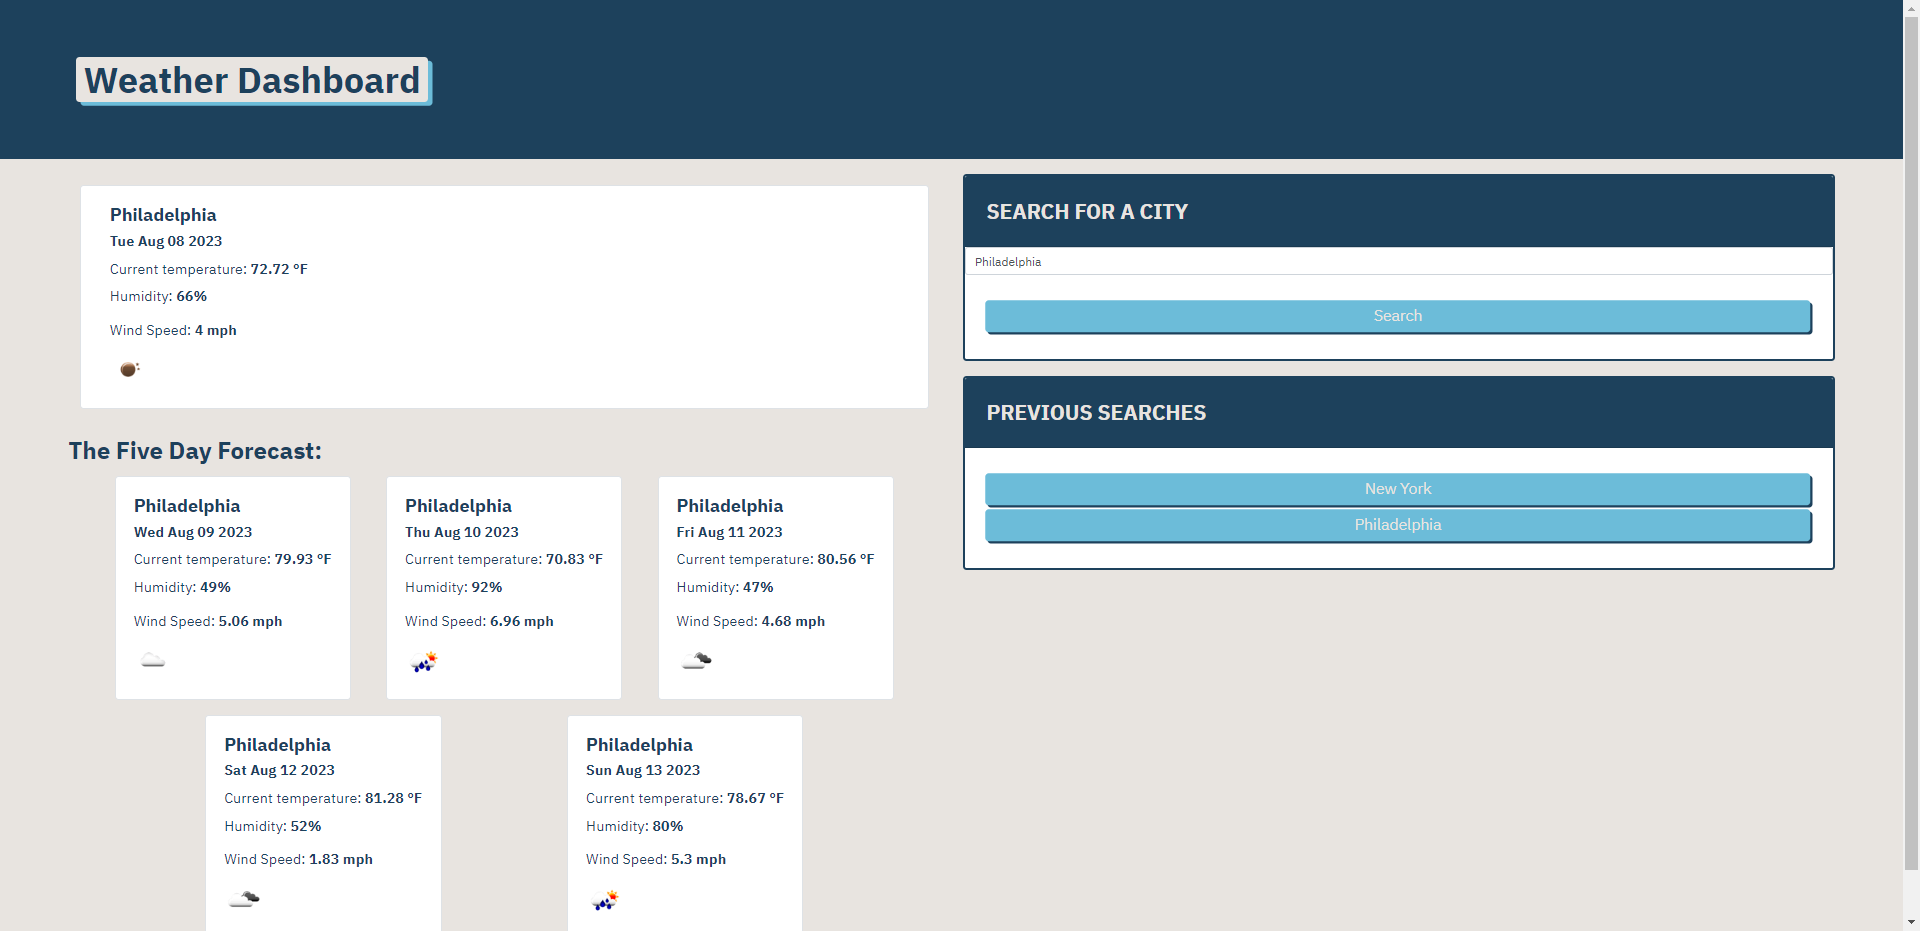 Weather Dashboard
Philadelphia
Tue Aug 08 2023
Current temperature: 72.72 °F
Humidity: 66%
Wind Speed: 4 mph
The Five Day Forecast:
Philadelphia
Wed Aug 09 2023
Current temperature: 79.93 °F
Humidity: 49%
Wind Speed: 5.06 mph
Philadelphia
Thu Aug 10 2023
Current temperature: 70.83 °F
Humidity: 92%
Wind Speed: 6.96 mph
Philadelphia
Fri Aug 11 2023
Current temperature: 80.56 °F
Humidity: 47%
Wind Speed: 4.68 mph
Philadelphia
Sat Aug 12 2023
Current temperature: 81.28 °F
Humidity: 52%
Wind Speed: 1.83 mph
Philadelphia
Sun Aug 13 2023
Current temperature: 78.67 °F
Humidity: 80%
Wind Speed: 5.3 mph
SEARCH FOR A CITY
Philadelphia
Search
PREVIOUS SEARCHES
New York
Philadelphia